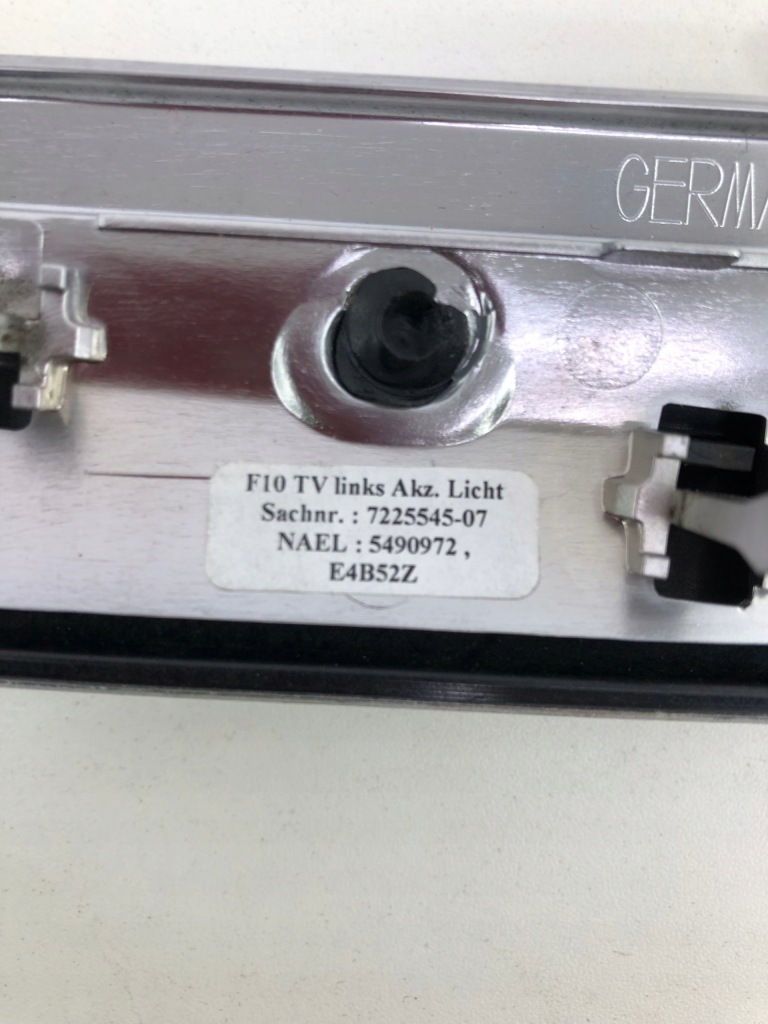 GERMA
F10 TV links Akz. Licht
Sachnr. : 7225545-07
NAEL : 5490972 ,
E4B52Z